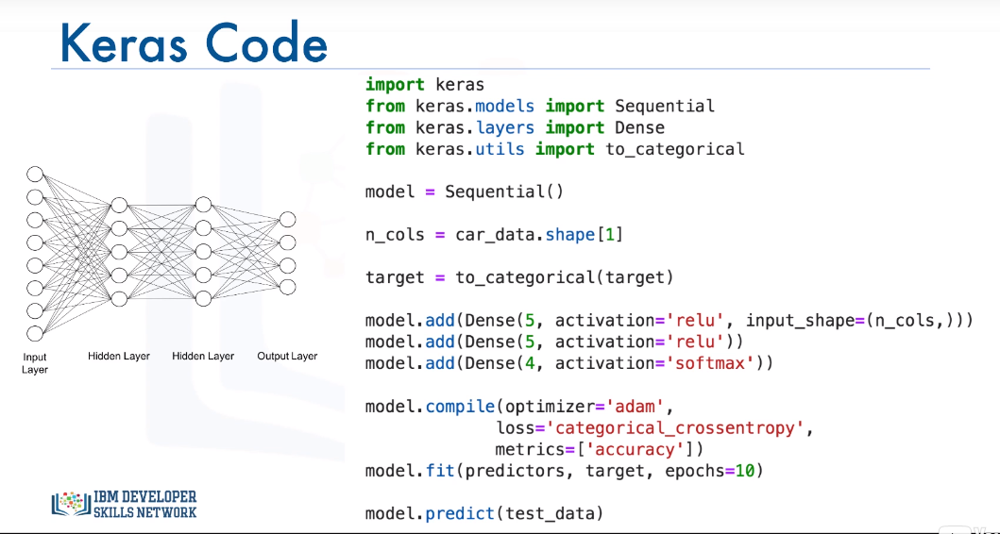 Keras Code
import keras
from keras.models import Sequential
from keras.layers import Dense
from keras.utils import to_categorical
model = Sequential()
n_cols = car_data.shape[1]
target = to_categorical(target)
model.add(Dense(5, activation='relu', input_shape=(n_cols,)))
model.add(Dense(5, activation='relu'))
model.add(Dense(4, activation='softmax'))
model.compile(optimizer='adam',
loss='categorical_crossentropy',
metrics=['accuracy'])
model.fit(predictors, target, epochs=10)
model.predict(test_data)
Input
Layer
Hidden Layer
Hidden Layer
Output Layer
IBM DEVELOPER
SKILLS NETWORK